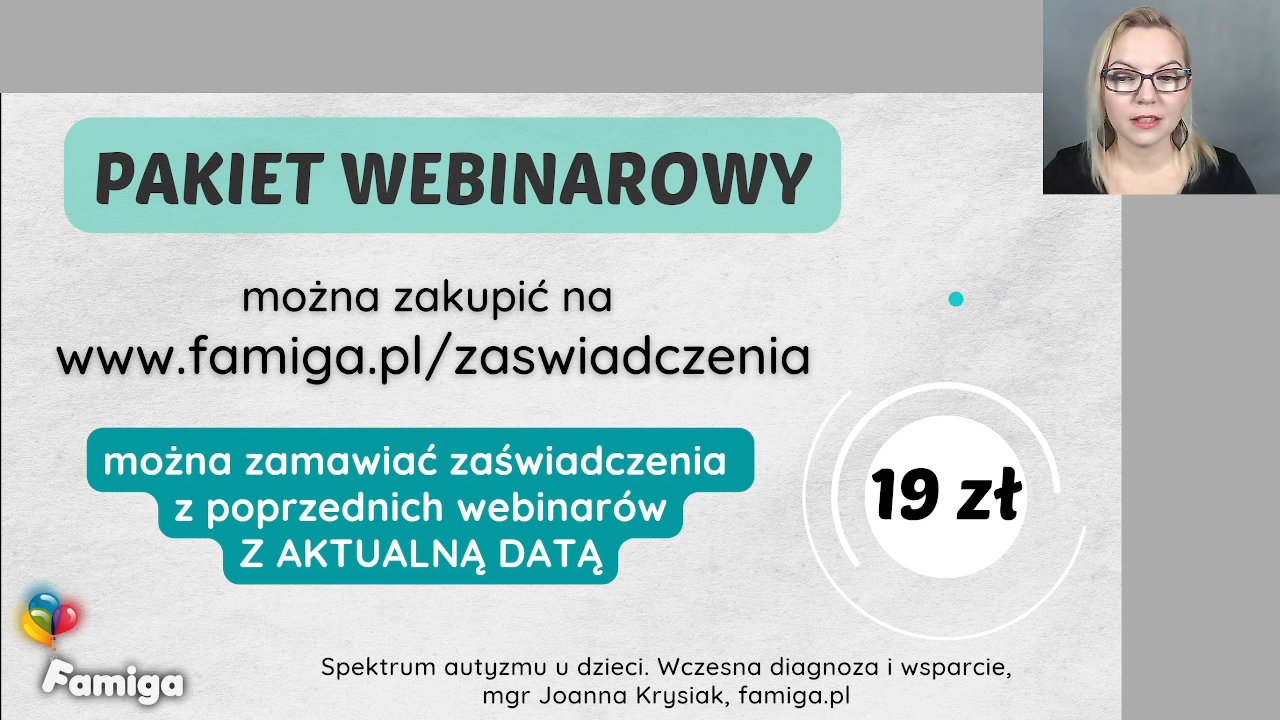 PAKIET WEBINAROWY
można zakupić na
www.famiga.pl/zaswiadczenia
można zamawiać zaświadczenia
z poprzednich webinarów
Z AKTUALNĄ DATĄ
19 zł
Famiga
Spektrum autyzmu u dzieci. Wczesna diagnoza i wsparcie,
mgr Joanna Krysiak, famiga.pl